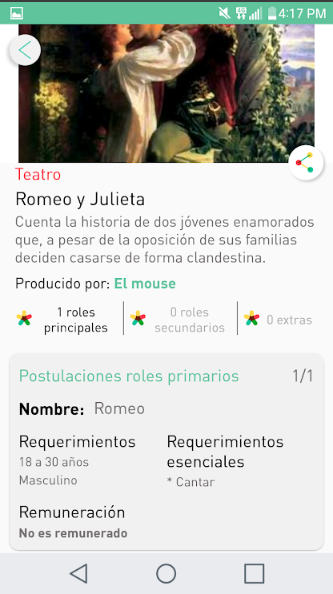 4G
4:17 PM
Teatro
Romeo y Julieta
Cuenta la historia de dos jóvenes enamorados
que, a pesar de la oposición de sus familias
deciden casarse de forma clandestina.
Producido por: El mouse
1 roles
principales
0 roles
secundarios
0 extras
Postulaciones roles primarios 1/1
Nombre: Romeo
Requerimientos
18 a 30 años
Masculino
Requerimientos
esenciales
* Cantar
Remuneración
No es remunerado